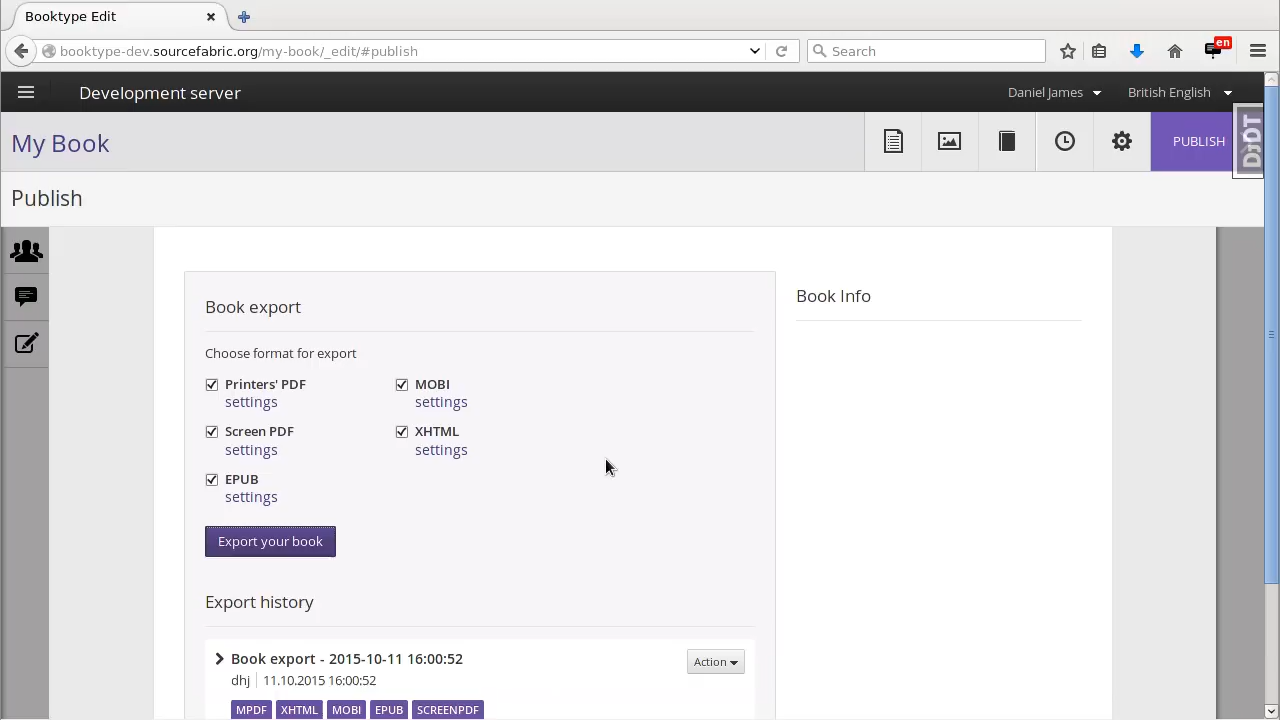 Booktype Edit
booktype-dev.sourcefabric.org/my-book/_edit/#publish
Search
en
Development server
Daniel James
British English
My Book
PUBLISH
DjDT
Publish
Book export
Book Info
Choose format for export
Printers' PDF
settings
MOBI
settings
Screen PDF
settings
XHTML
settings
EPUB
settings
Export your book
Export history
Book export - 2015-10-11 16:00:52
Action
dhj
11.10.2015 16:00:52
MPDF XHTML MOBI EPUB SCREENPDF